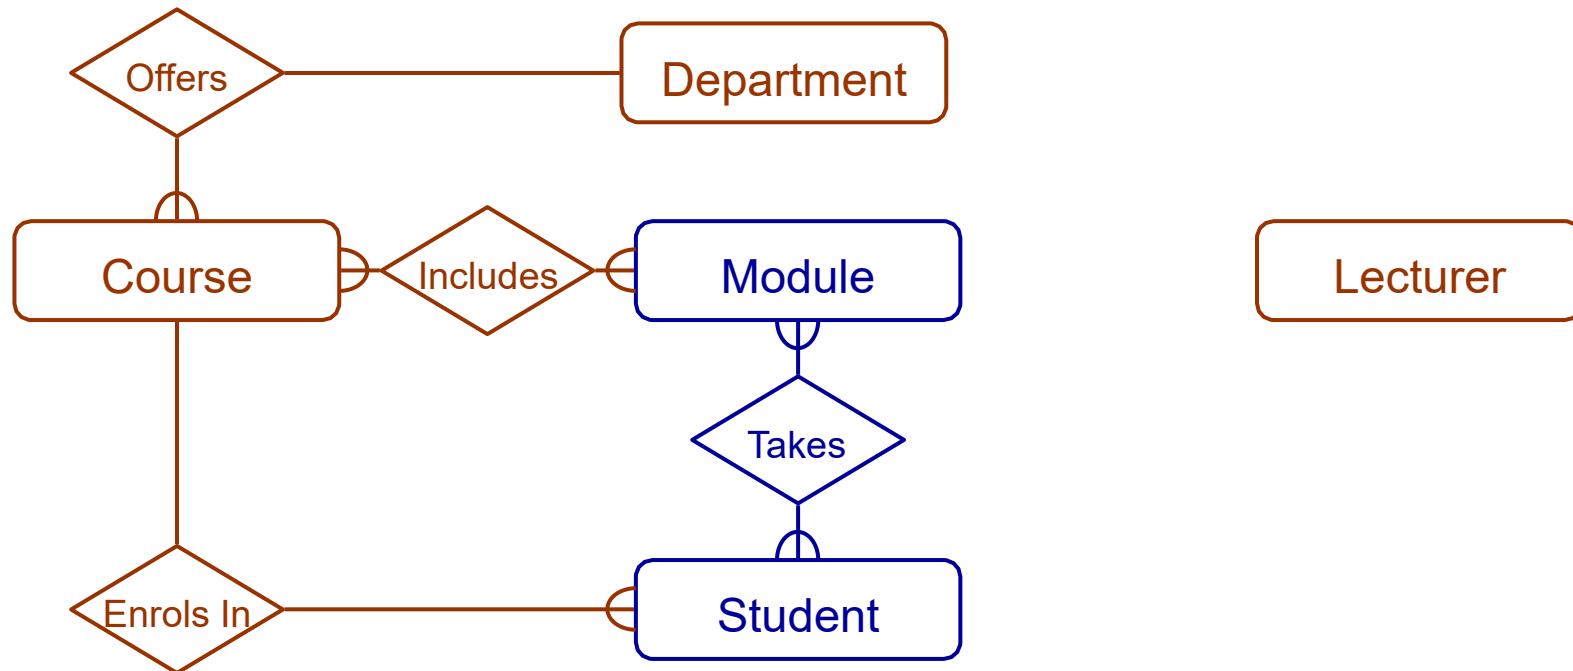 Offers
Department
Course
Includes
Module
Lecturer
Takes
Enrols In
Student